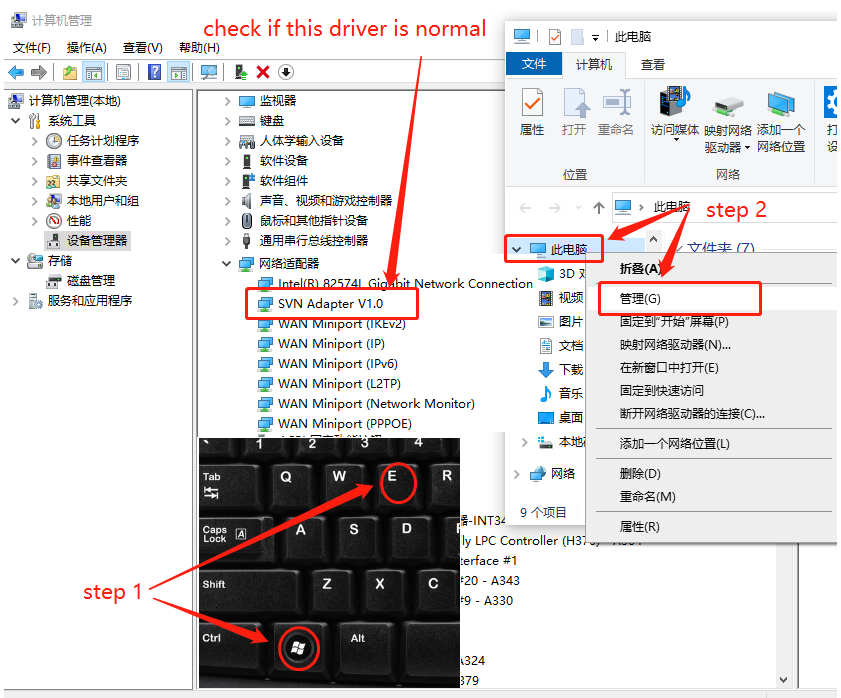 计算机管理
文件(F) 操作(A) 查看(V) 帮助(H)
check if this driver is normal
计算机管理(本地)
系统工具
任务计划程序
事件查看器
共享文件夹
本地用户和组
性能
设备管理器
存储
磁盘管理
服务和应用程序
监视器
键盘
人体学输入设备
软件设备
软件组件
声音、视频和游戏控制器
鼠标和其他指针设备
通用串行总线控制器
网络适配器
Intel(R) 82574L Gigabit Network Connection
SVN Adapter V1.0
WAN Miniport (IKEv2)
WAN Miniport (IP)
WAN Miniport (IPv6)
WAN Miniport (L2TP)
WAN Miniport (Network Monitor)
WAN Miniport (PPPOE)
此电脑
文件 计算机 查看
属性 打开 重命名
访问媒体 映射网络驱动器 添加一个网络位置
位置 网络
此电脑
step 2
此电脑
文件夹 (7)
3D
视频
图片
文档
下载
音乐
桌面
本地
网络
9 个项目
折叠(A)
管理(G)
固定到"开始"屏幕(P)
映射网络驱动器(N)...
在新窗口中打开(E)
固定到快速访问
断开网络驱动器的连接(C)...
添加一个网络位置(L)
删除(D)
重命名(M)
属性(R)
器-INT34
ly LPC Controller (H370) - A304
terface #1
#20 - A343
#9 - A330
A324
379
step 1
1 2 3 4
Tab Q W E R
Caps Lock A A S D F
Shift Z X C
Ctrl Alt